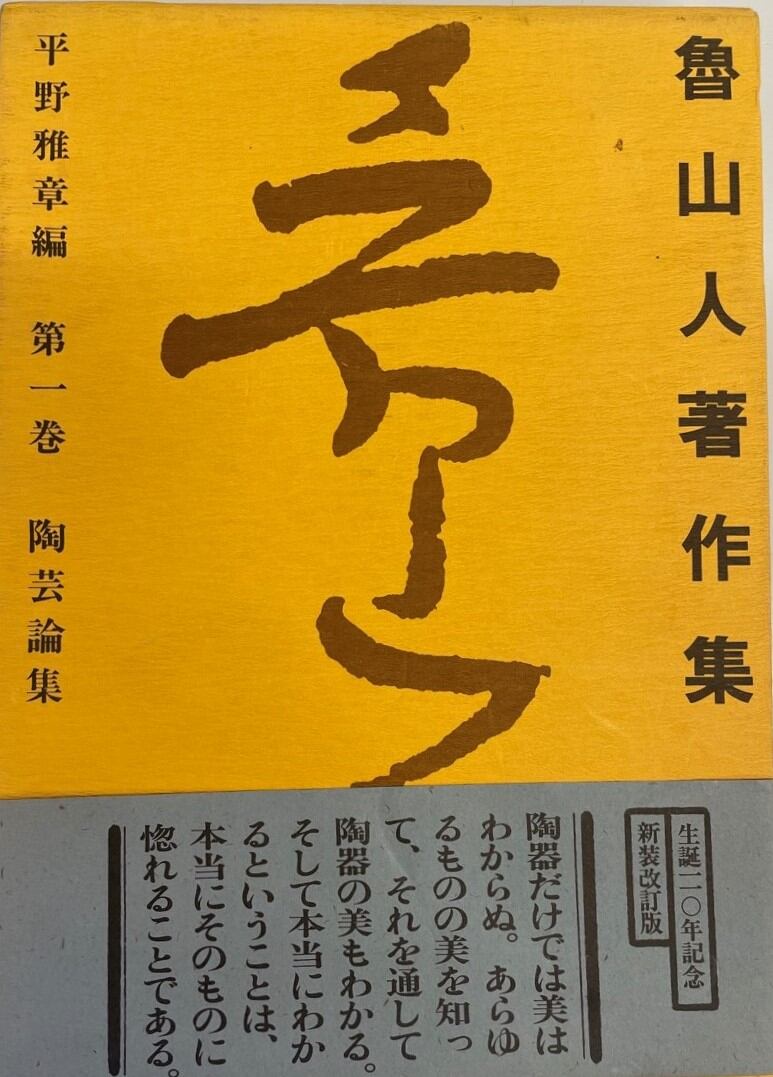 魯山人著作集
平野雅章編　第一巻　陶芸論集
生誕一一〇年記念
新装改訂版
陶器だけでは美は
わからぬ。あらゆ
るものの美を知っ
て、それを通して
陶器の美もわかる。
そして本当にわか
るということは、
本当にそのものに
惚れることである。